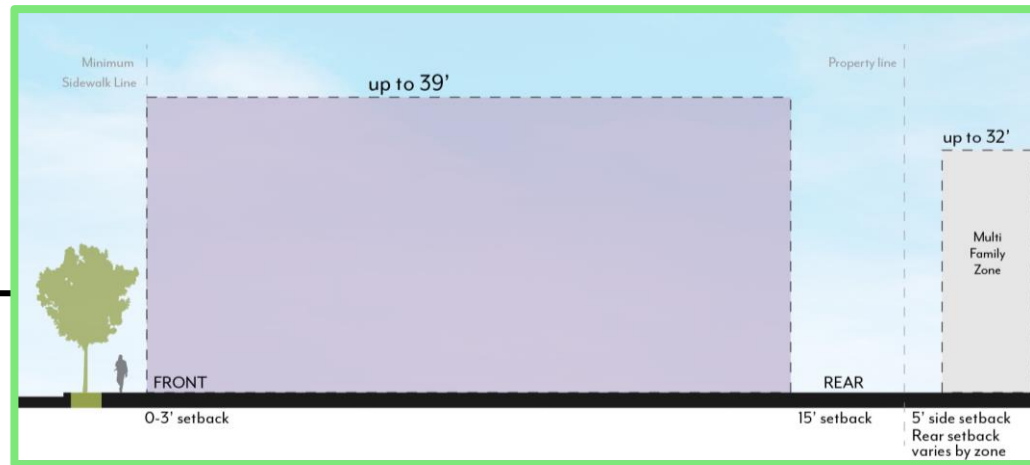 Minimum
Sidewalk Line
up to 39'
Property line
up to 32'
Multi
Family
Zone
FRONT
REAR
0-3' setback
15' setback
5' side setback
Rear setback
varies by zone